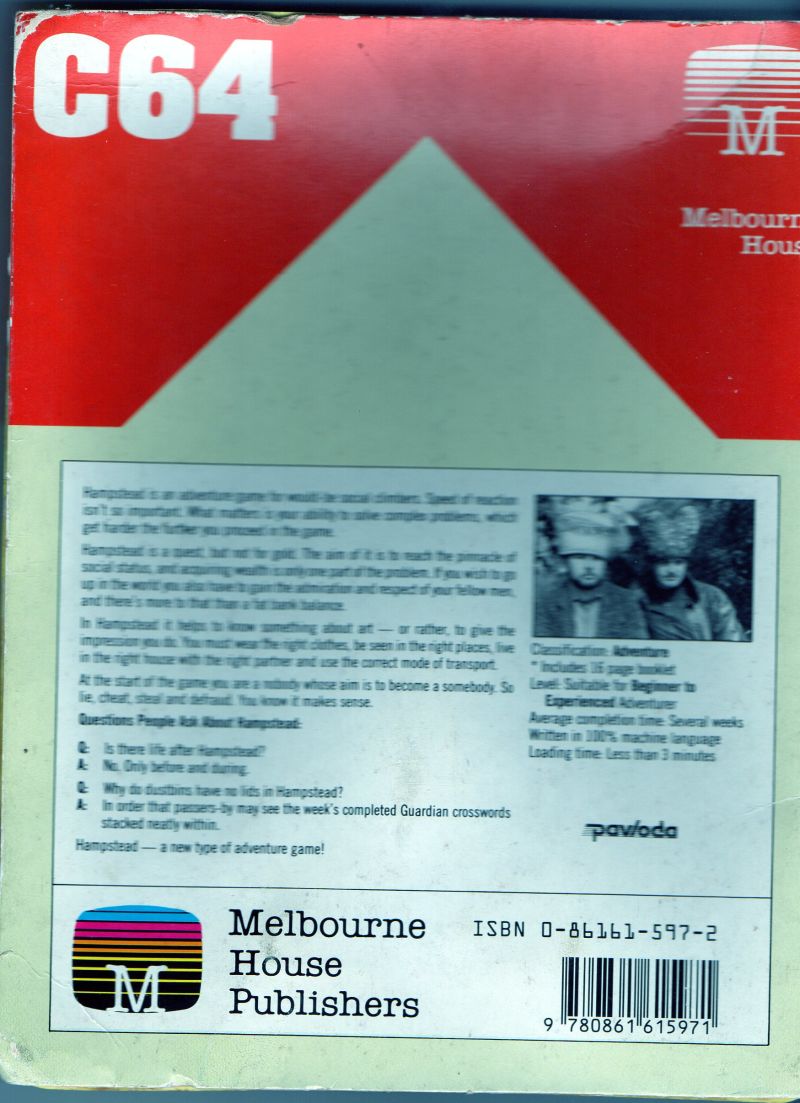 C64
M
Melbourn
Hous
Hampstead is an adventure game for would-be social climbers. Speed of reaction
isn't so important. What matters is your ability to solve complex problems, which
get harder the further you proceed in the game.
Hampstead is a quest, but not for gold. The aim of it is to reach the pinnacle of
social status, and acquiring wealth is only one part of the problem. If you wish to go
up in the world you also have to gain the admiration and respect of your fellow men,
and there's more to that than a fat bank balance.
In Hampstead it helps to know something about art — or rather, to give the
impression you do. You must wear the right clothes, be seen in the right places, live
in the right house with the right partner and use the correct mode of transport.
At the start of the game you are a nobody whose aim is to become a somebody. So
lie, cheat, steal and defraud. You know it makes sense.
Questions People Ask About Hampstead:
Q: Is there life after Hampstead?
A: No. Only before and during.
Q: Why do dustbins have no lids in Hampstead?
A: In order that passers-by may see the week's completed Guardian crosswords
stacked neatly within.
Hampstead — a new type of adventure game!
Classification: Adventure
* Includes 16 page booklet
Level: Suitable for Beginner to
Experienced Adventurer
Average completion time: Several weeks
Written in 100% machine language
Loading time: Less than 3 minutes
pavloda
M
Melbourne
House
Publishers
ISBN 0-86161-597-2
9 780861 615971